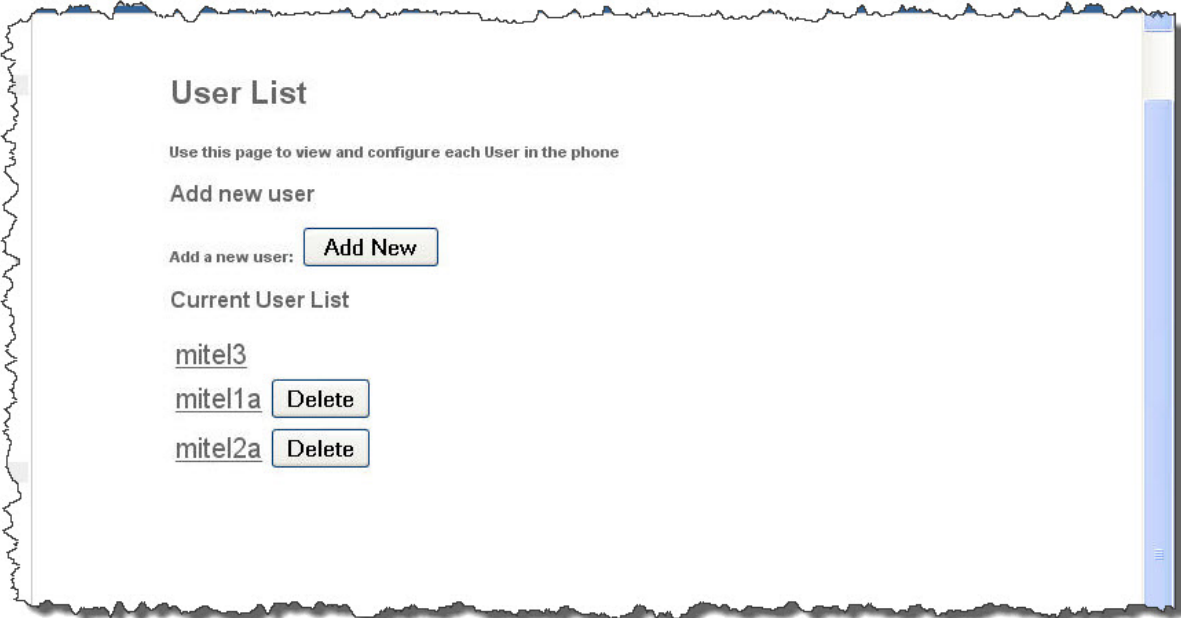 User List
Use this page to view and configure each User in the phone
Add new user
Add a new user: Add New
Current User List
mitel3
mitel1a Delete
mitel2a Delete